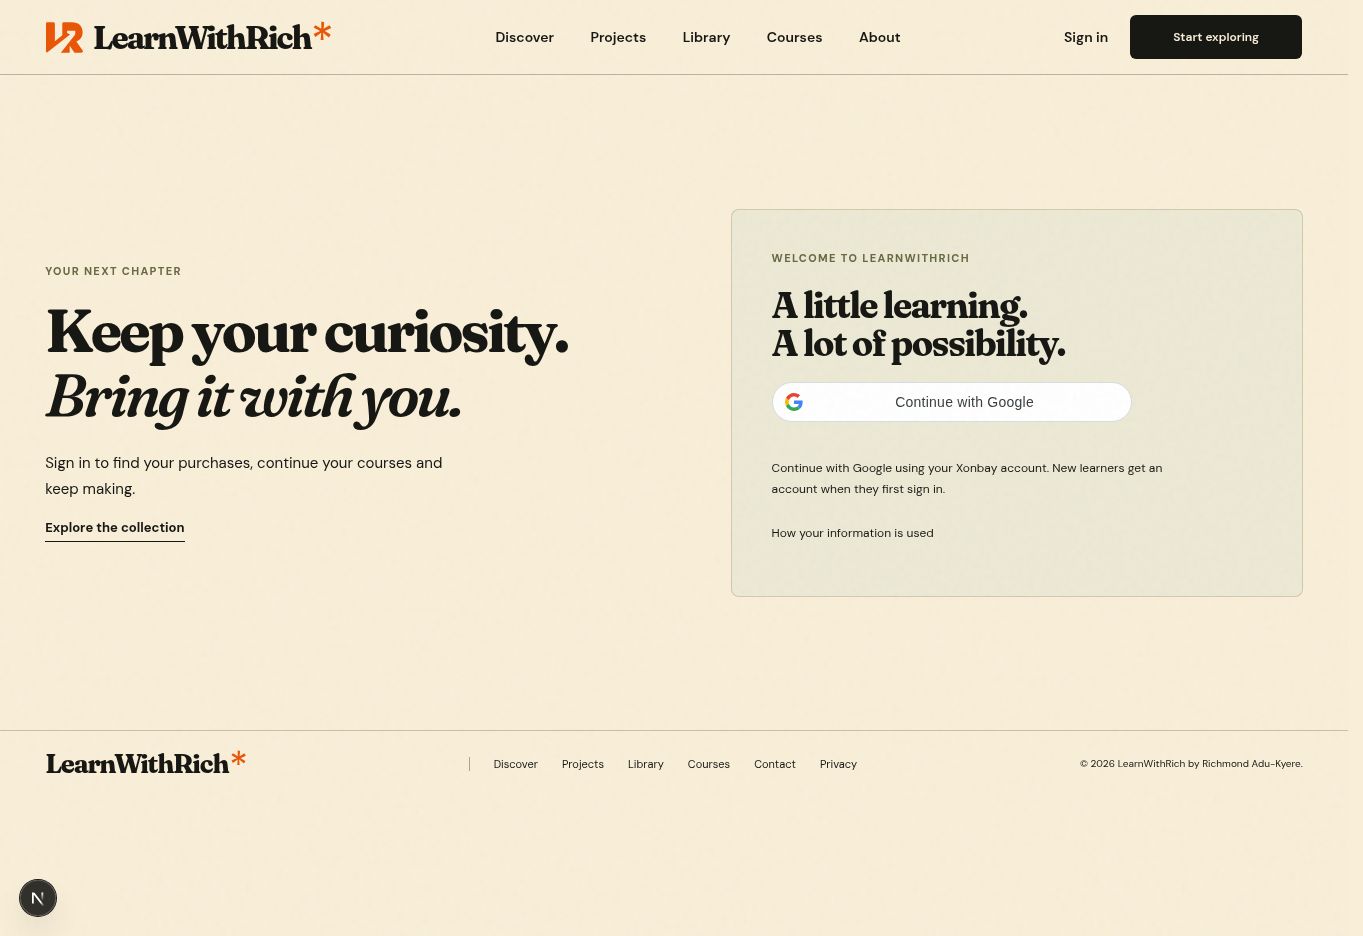 LearnWithRich*
Discover
Projects
Library
Courses
About
Sign in
Start exploring
YOUR NEXT CHAPTER
Keep your curiosity.
Bring it with you.
Sign in to find your purchases, continue your courses and
keep making.
Explore the collection
WELCOME TO LEARNWITHRICH
A little learning.
A lot of possibility.
Continue with Google
Continue with Google using your Xonbay account. New learners get an
account when they first sign in.
How your information is used
LearnWithRich*
Discover
Projects
Library
Courses
Contact
Privacy
© 2026 LearnWithRich by Richmond Adu-Kyere.
N